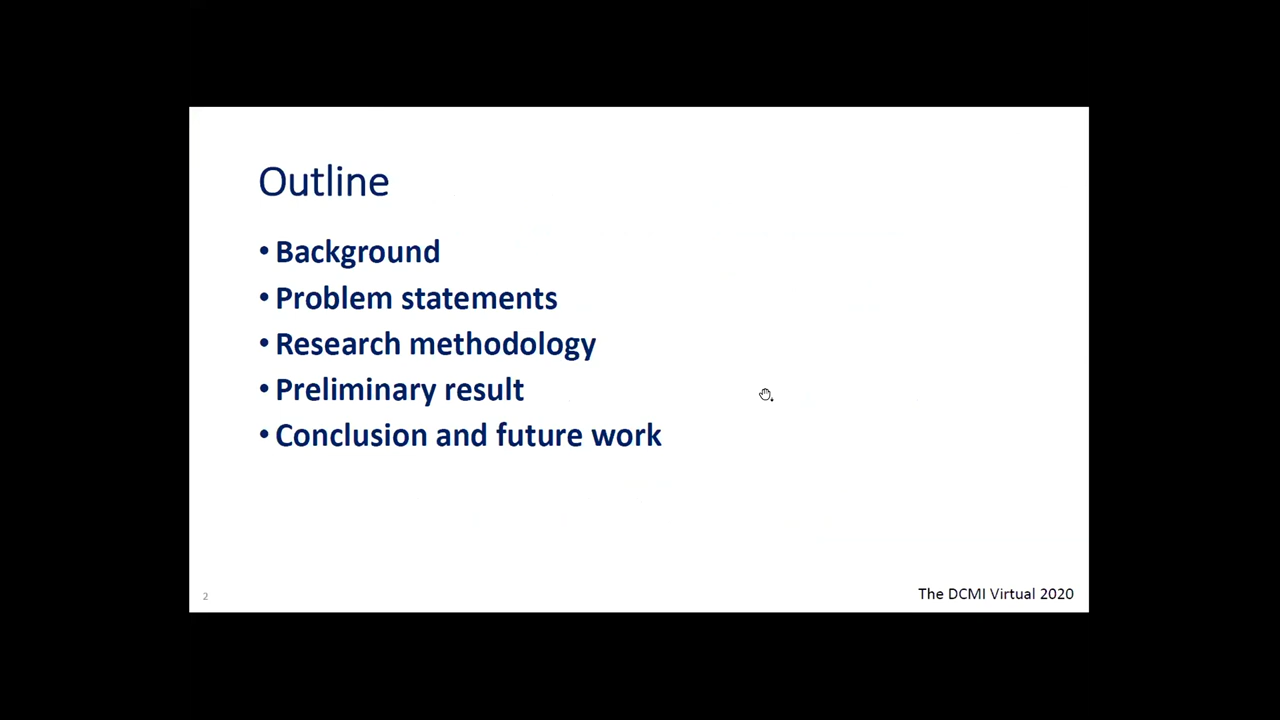 Outline
• Background
• Problem statements
• Research methodology
• Preliminary result
• Conclusion and future work
2
The DCMI Virtual 2020